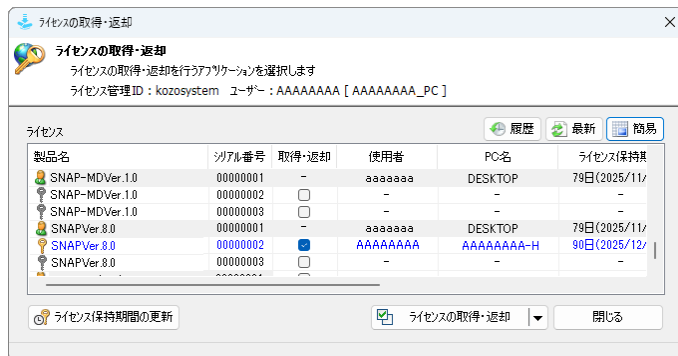 ライセンスの取得・返却
ライセンスの取得・返却
ライセンスの取得・返却を行うアプリケーションを選択します
ライセンス管理ID：kozosystem ユーザー：AAAAAAAA [ AAAAAAAA_PC ]
ライセンス 履歴 最新 簡易
製品名 シリアル番号 取得・返却 使用者 PC名 ライセンス保持期
SNAP-MDVer.1.0 00000001 - aaaaaaa DESKTOP 79日(2025/11/
SNAP-MDVer.1.0 00000002 - - -
SNAP-MDVer.1.0 00000003 - - -
SNAPVer.8.0 00000001 - aaaaaaa DESKTOP 79日(2025/11/
SNAPVer.8.0 00000002 AAAAAAAA AAAAAAAA-H 90日(2025/12/
SNAPVer.8.0 00000003 - - -
ライセンス保持期間の更新 ライセンスの取得・返却 閉じる